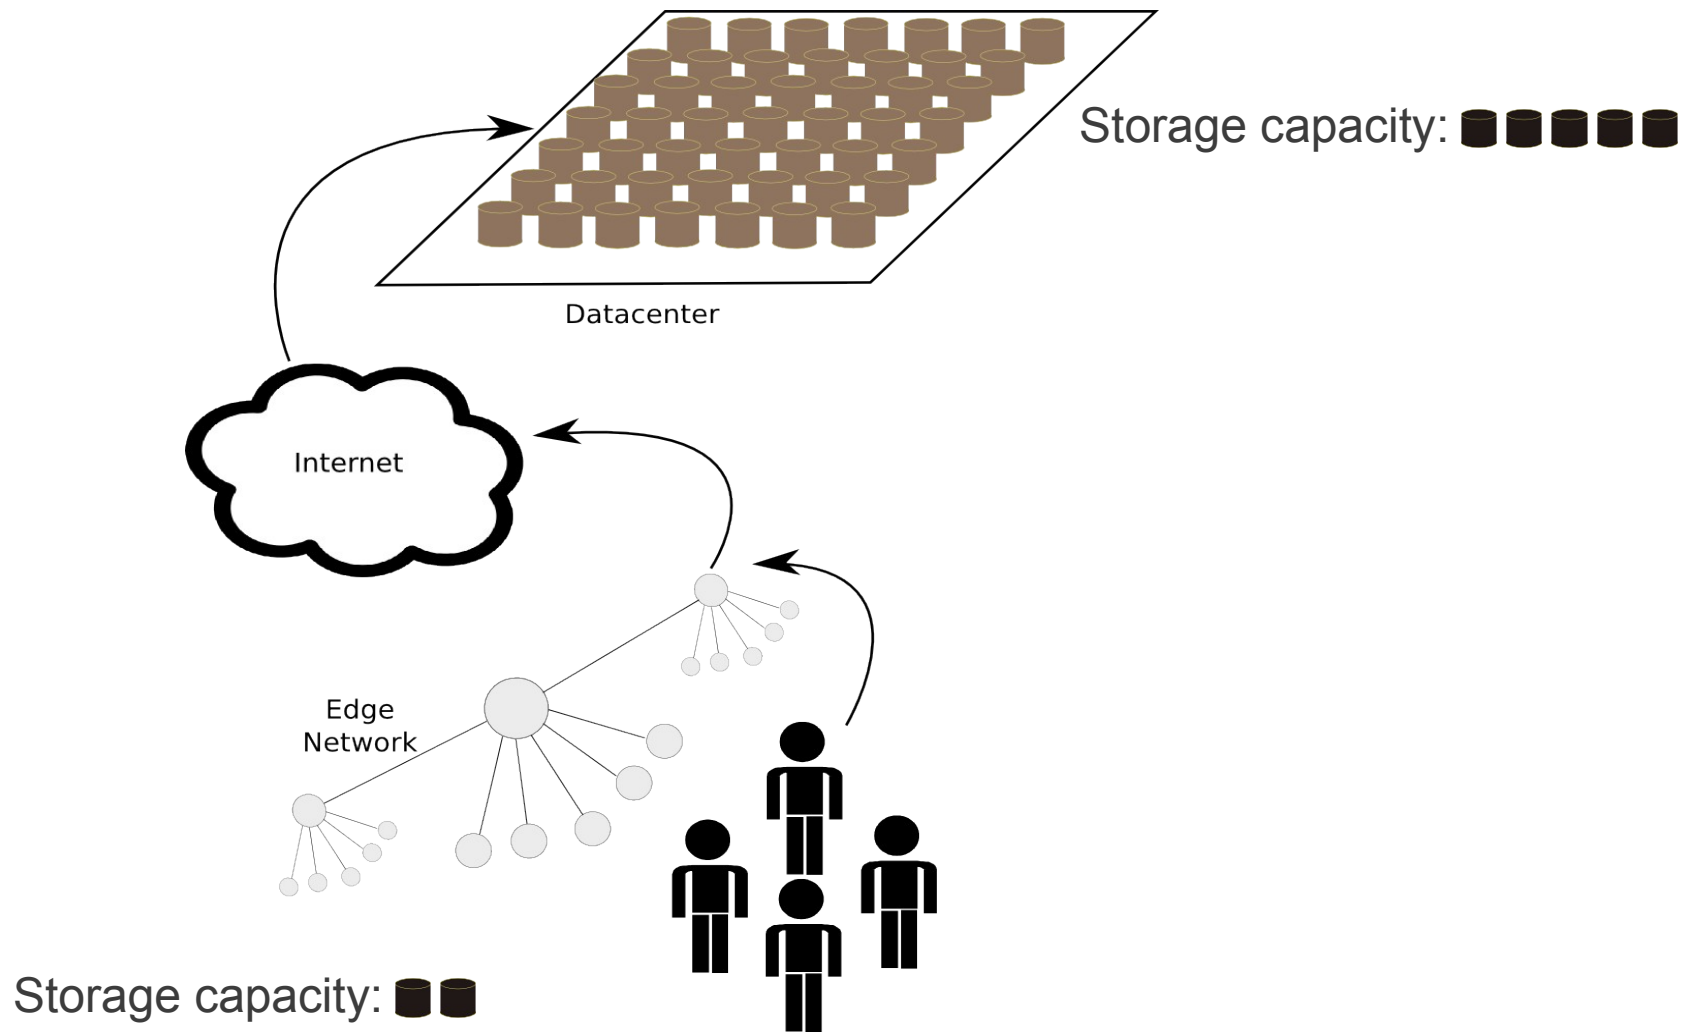 Storage capacity:
Datacenter
Internet
Edge
Network
Storage capacity: